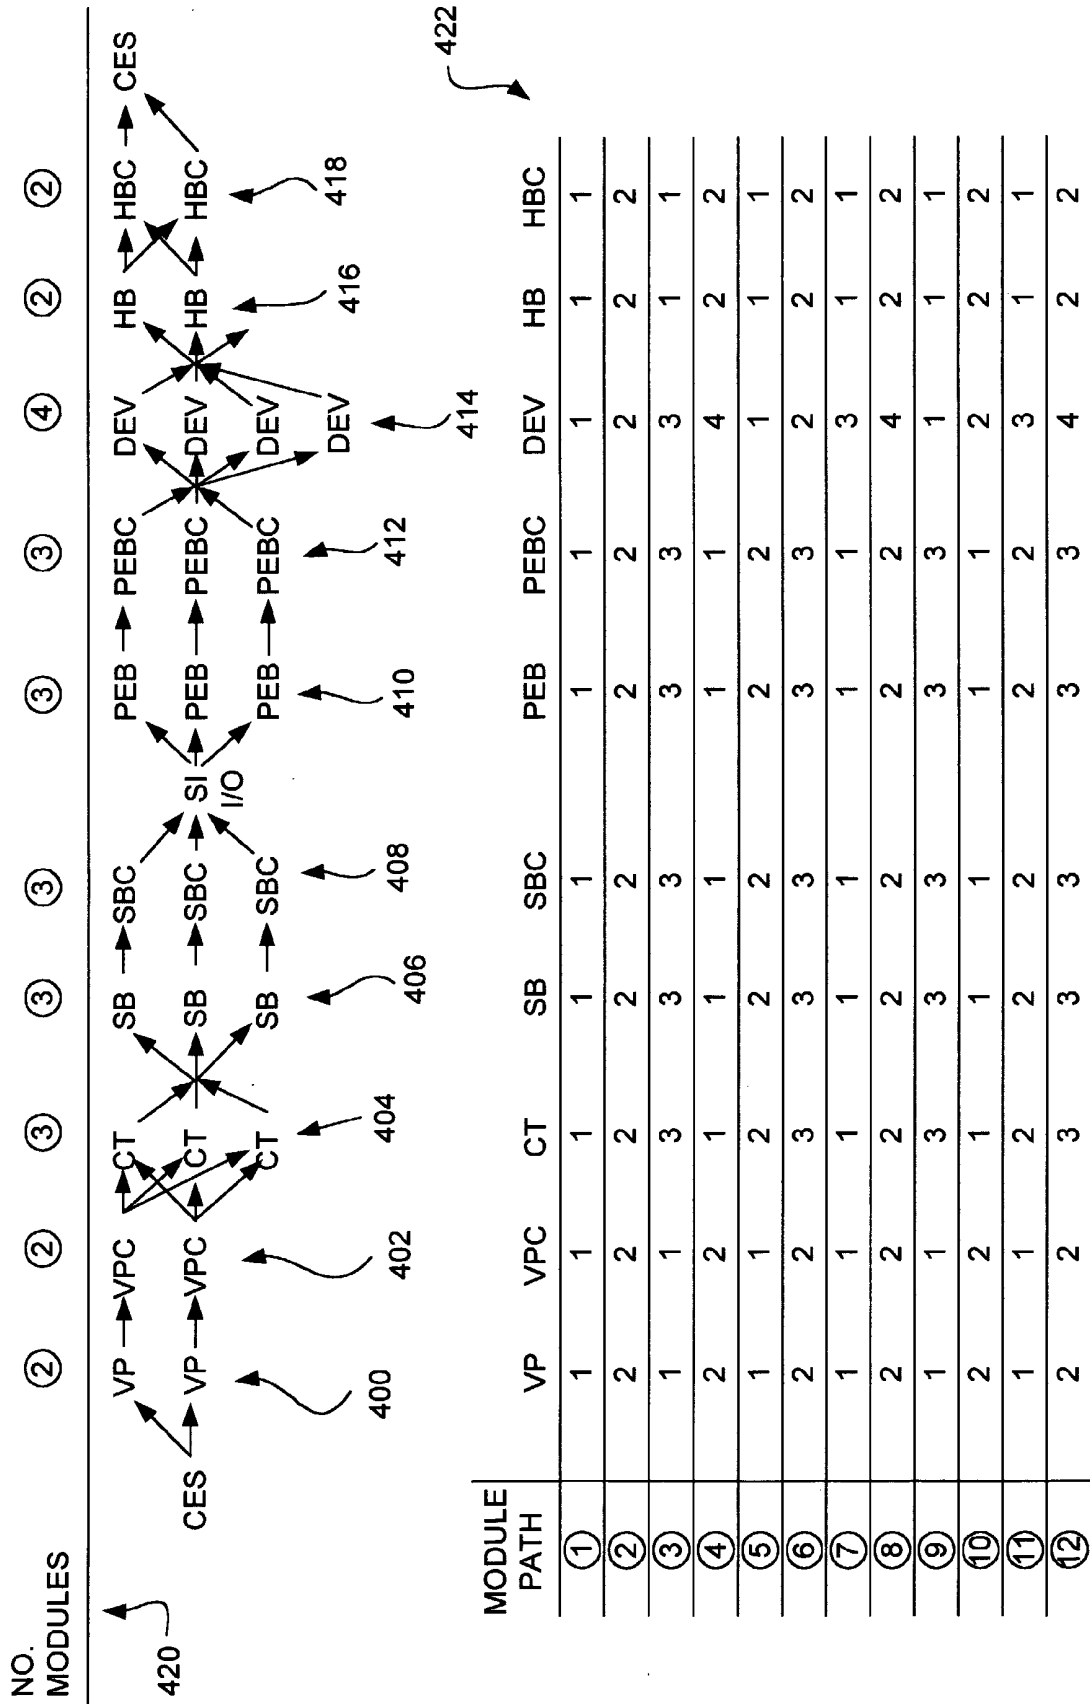 NO.
MODULES
② ② ③ ③ ③ ③ ③ ④ ② ②
VP VPC CT SB SBC PEB PEBC DEV HB HBC CES
CES VP VPC CT SB SBC SI PEB PEBC DEV HB HBC
I/O
CT SB SBC PEB PEBC DEV
DEV
420 400 402 404 406 408 410 412 414 416 418
422
MODULE
PATH VP VPC CT SB SBC PEB PEBC DEV HB HBC
① 1 1 1 1 1 1 1 1 1 1
② 2 2 2 2 2 2 2 2 2 2
③ 1 1 3 3 3 3 3 3 1 1
④ 2 2 1 1 1 1 1 4 2 2
⑤ 1 1 2 2 2 2 2 1 1 1
⑥ 2 2 3 3 3 3 3 2 2 2
⑦ 1 1 1 1 1 1 1 3 1 1
⑧ 2 2 2 2 2 2 2 4 2 2
⑨ 1 1 3 3 3 3 3 1 1 1
⑩ 2 2 1 1 1 1 1 2 2 2
⑪ 1 1 2 2 2 2 2 3 1 1
⑫ 2 2 3 3 3 3 3 4 2 2